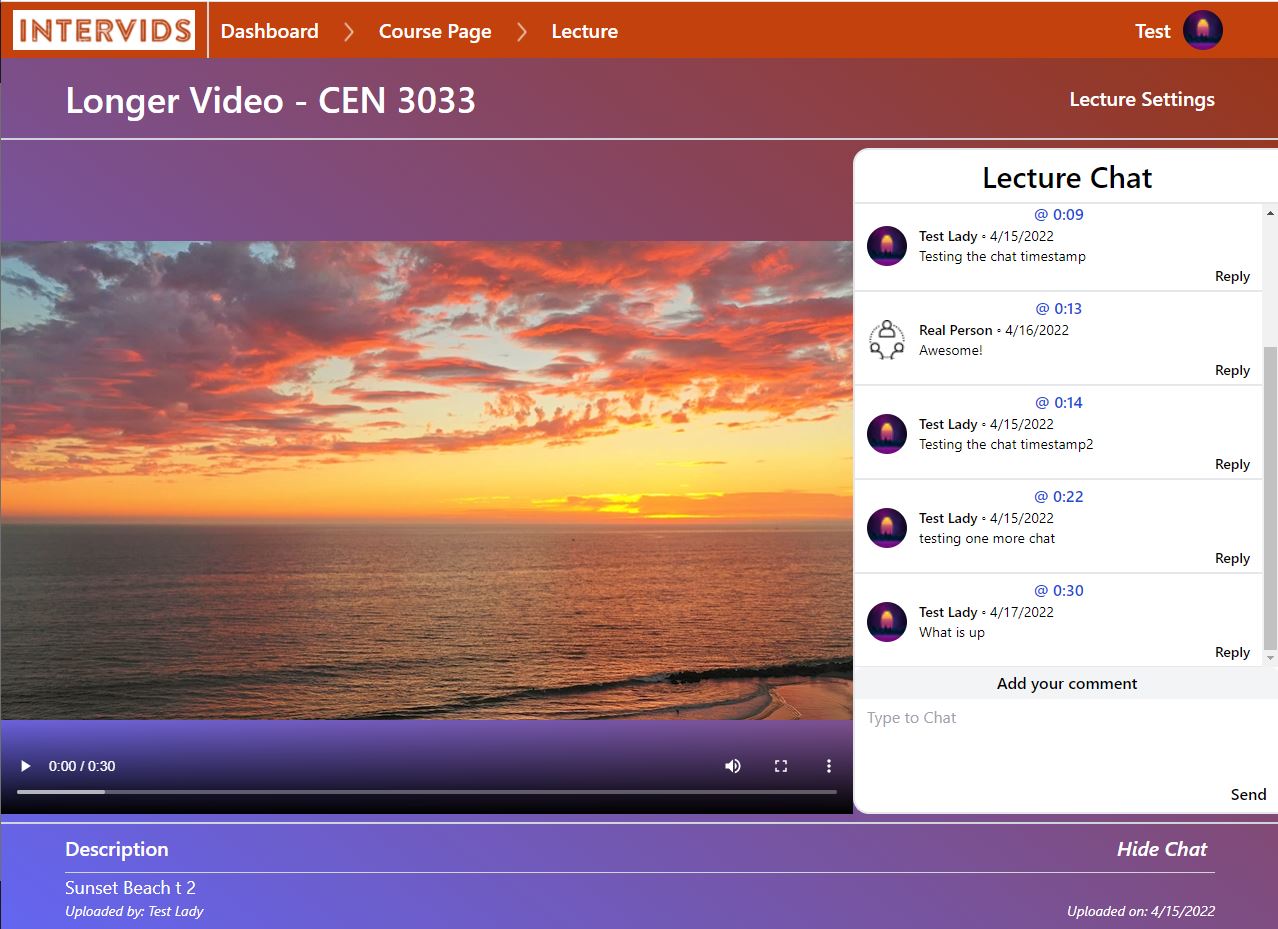 INTERVIDS
Dashboard
Course Page
Lecture
Test
Longer Video - CEN 3033
Lecture Settings
Lecture Chat
@ 0:09
Test Lady • 4/15/2022
Testing the chat timestamp
Reply
@ 0:13
Real Person • 4/16/2022
Awesome!
Reply
@ 0:14
Test Lady • 4/15/2022
Testing the chat timestamp2
Reply
@ 0:22
Test Lady • 4/15/2022
testing one more chat
Reply
@ 0:30
Test Lady • 4/17/2022
What is up
Reply
Add your comment
Type to Chat
Send
0:00 / 0:30
Description
Hide Chat
Sunset Beach t 2
Uploaded by: Test Lady
Uploaded on: 4/15/2022